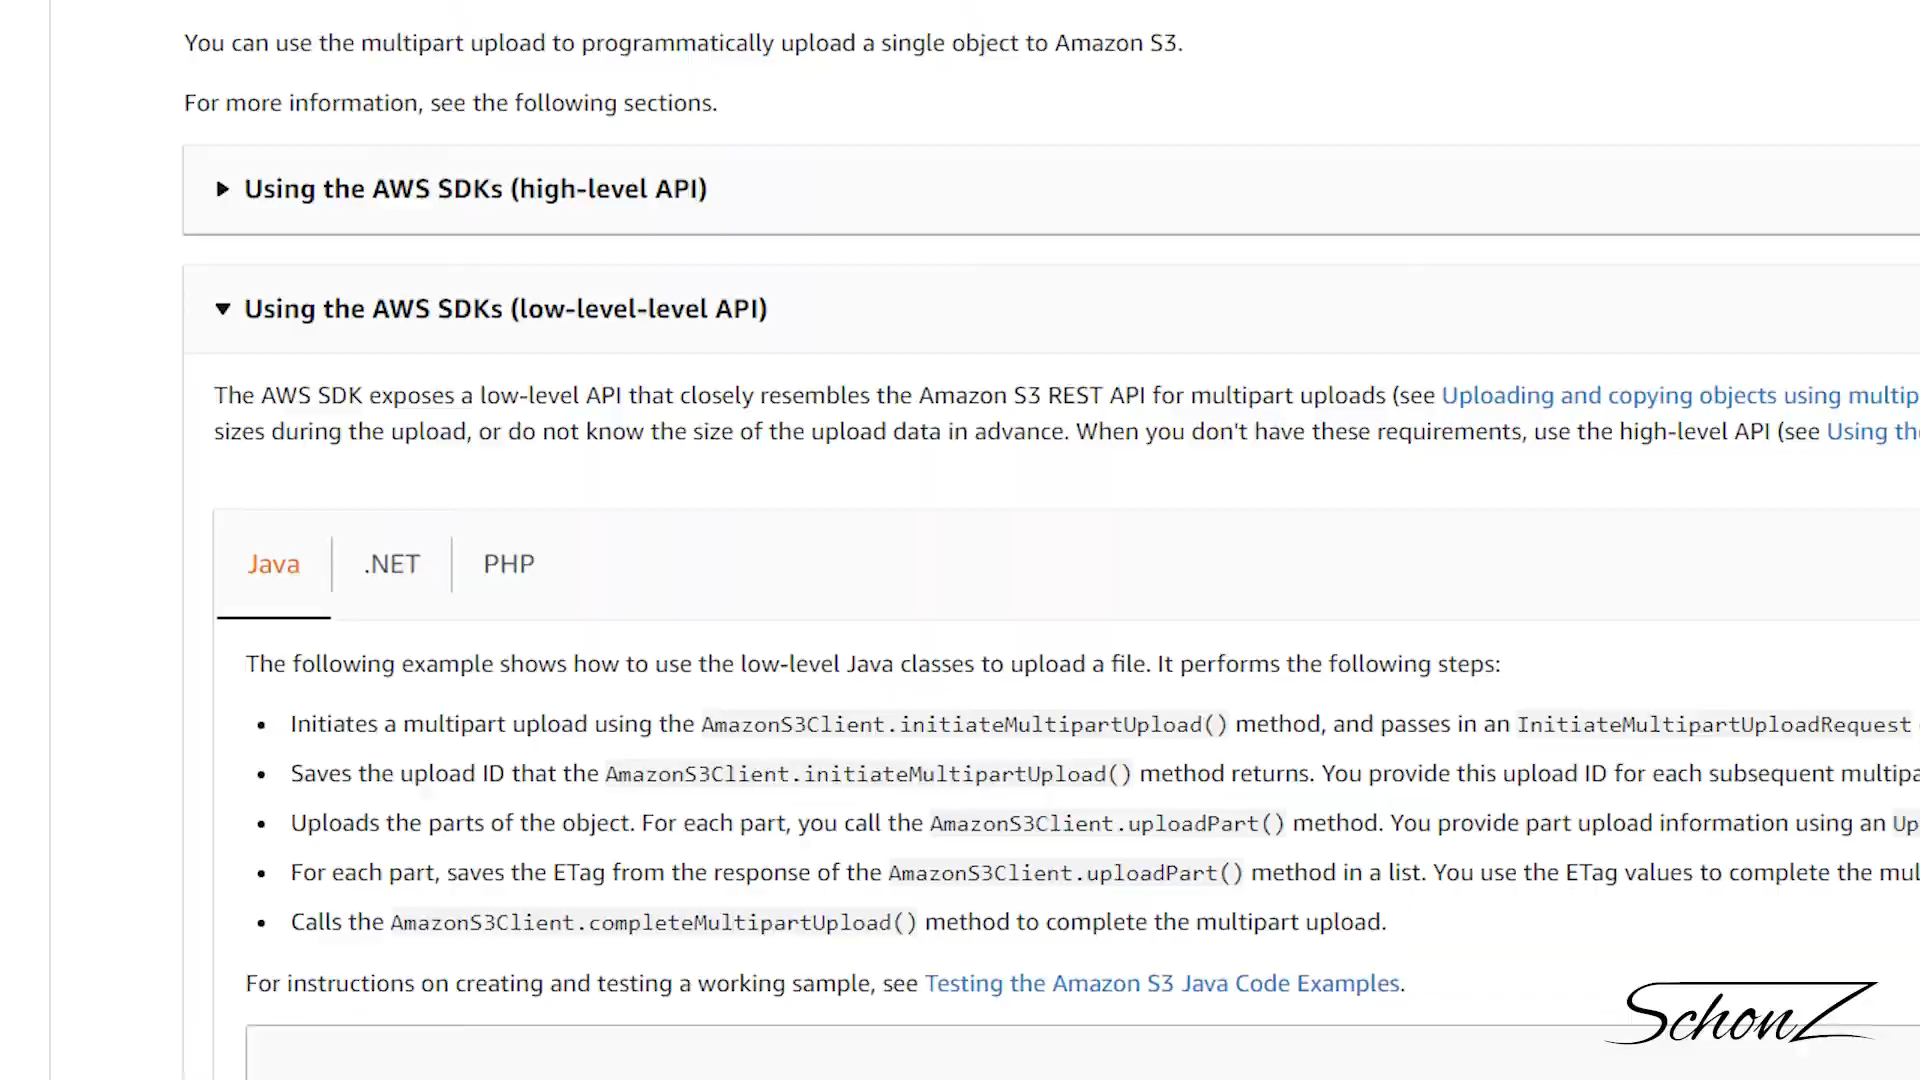 You can use the multipart upload to programmatically upload a single object to Amazon S3.
For more information, see the following sections.
Using the AWS SDKs (high-level API)
Using the AWS SDKs (low-level-level API)
The AWS SDK exposes a low-level API that closely resembles the Amazon S3 REST API for multipart uploads (see Uploading and copying objects using multip
sizes during the upload, or do not know the size of the upload data in advance. When you don't have these requirements, use the high-level API (see Using the
Java
.NET
PHP
The following example shows how to use the low-level Java classes to upload a file. It performs the following steps:
• Initiates a multipart upload using the AmazonS3Client.initiateMultipartUpload() method, and passes in an InitiateMultipartUploadRequest
• Saves the upload ID that the AmazonS3Client.initiateMultipartUpload() method returns. You provide this upload ID for each subsequent multipa
• Uploads the parts of the object. For each part, you call the AmazonS3Client.uploadPart() method. You provide part upload information using an Up
• For each part, saves the ETag from the response of the AmazonS3Client.uploadPart() method in a list. You use the ETag values to complete the mul
• Calls the AmazonS3Client.completeMultipartUpload() method to complete the multipart upload.
For instructions on creating and testing a working sample, see Testing the Amazon S3 Java Code Examples.
SchonZ